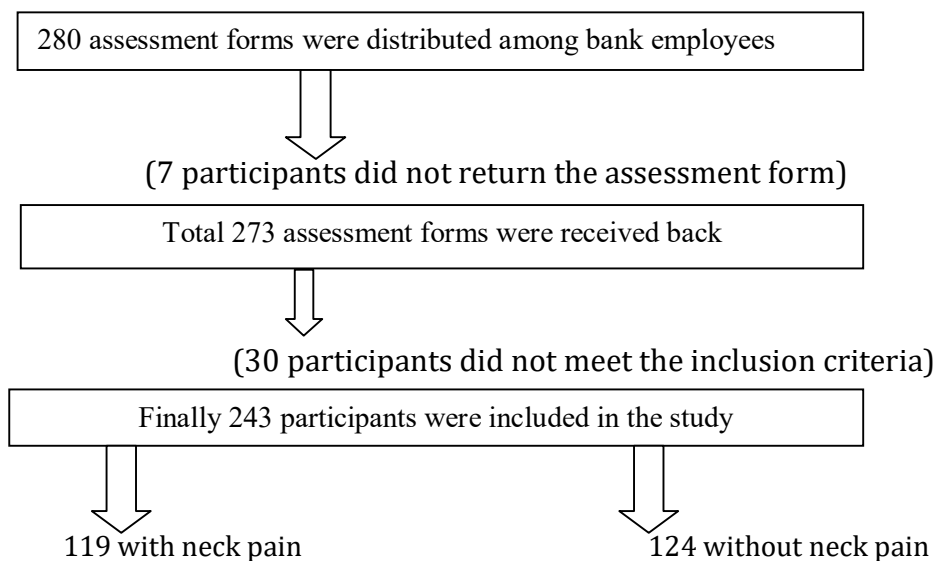 280 assessment forms were distributed among bank employees
(7 participants did not return the assessment form)
Total 273 assessment forms were received back
(30 participants did not meet the inclusion criteria)
Finally 243 participants were included in the study
119 with neck pain
124 without neck pain